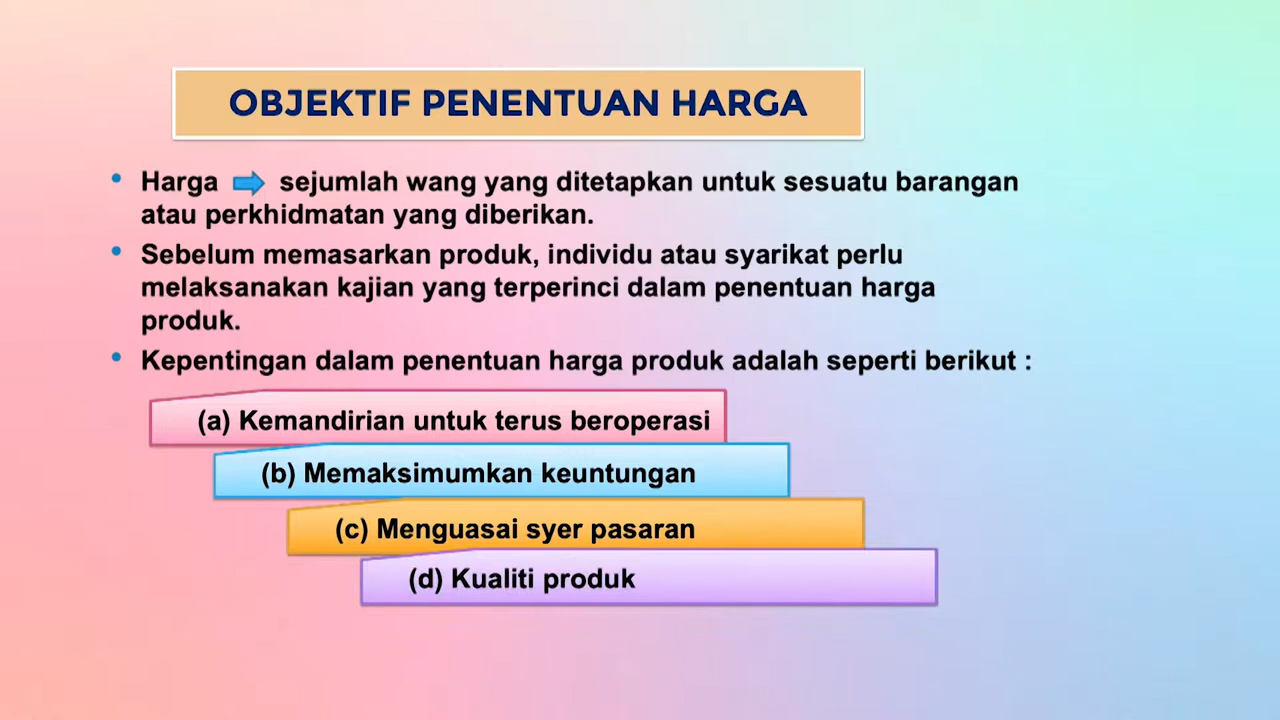 OBJEKTIF PENENTUAN HARGA
• Harga sejumlah wang yang ditetapkan untuk sesuatu barangan
atau perkhidmatan yang diberikan.
• Sebelum memasarkan produk, individu atau syarikat perlu
melaksanakan kajian yang terperinci dalam penentuan harga
produk.
• Kepentingan dalam penentuan harga produk adalah seperti berikut :
(a) Kemandirian untuk terus beroperasi
(b) Memaksimumkan keuntungan
(c) Menguasai syer pasaran
(d) Kualiti produk